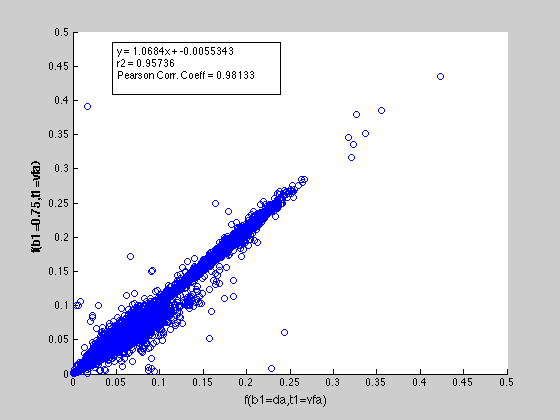 0.5
0.45
0.4
0.35
0.3
0.25
0.2
0.15
0.1
0.05
0
f(b1=0.75,t1=vfa)
y = 1.0684x + -0.0055343
r2 = 0.95736
Pearson Corr. Coeff = 0.98133
0 0.05 0.1 0.15 0.2 0.25 0.3 0.35 0.4 0.45 0.5
f(b1=da,t1=vfa)